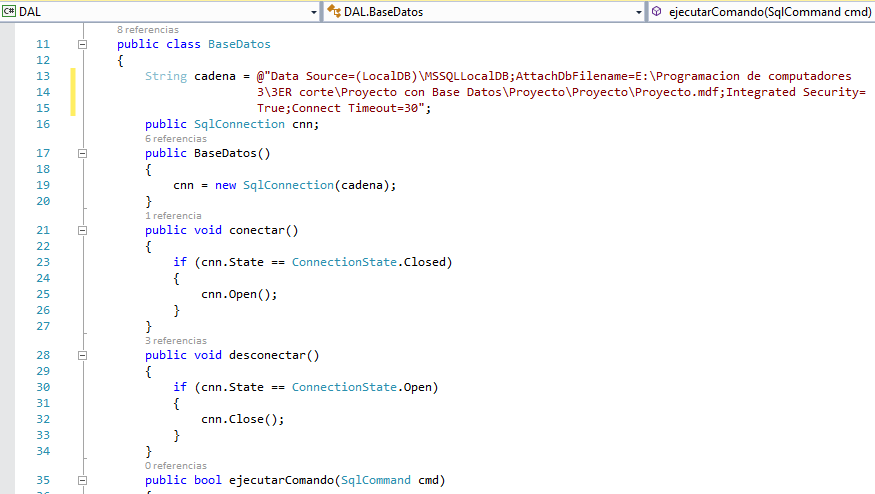 C# DAL DAL.BaseDatos ejecutarComando(SqlCommand cmd)
8 referencias
11 public class BaseDatos
12 {
13 String cadena = @"Data Source=(LocalDB)\MSSQLLocalDB;AttachDbFilename=E:\Programacion de computadores
14 3\3ER corte\Proyecto con Base Datos\Proyecto\Proyecto\Proyecto.mdf;Integrated Security=
15 True;Connect Timeout=30";
16 public SqlConnection cnn;
6 referencias
17 public BaseDatos()
18 {
19 cnn = new SqlConnection(cadena);
20 }
1 referencia
21 public void conectar()
22 {
23 if (cnn.State == ConnectionState.Closed)
24 {
25 cnn.Open();
26 }
27 }
3 referencias
28 public void desconectar()
29 {
30 if (cnn.State == ConnectionState.Open)
31 {
32 cnn.Close();
33 }
34 }
0 referencias
35 public bool ejecutarComando(SqlCommand cmd)